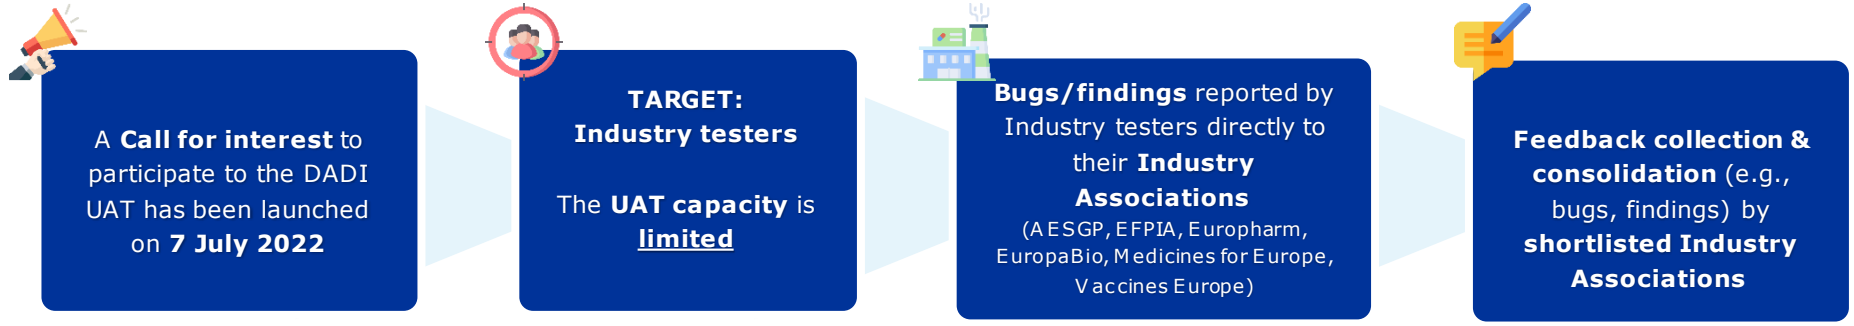 A Call for interest to
participate to the DADI
UAT has been launched
on 7 July 2022
TARGET:
Industry testers
The UAT capacity is
limited
Bugs/findings reported by
Industry testers directly to
their Industry
Associations
(AESGP, EFPIA, Europharm,
EuropaBio, Medicines for Europe,
Vaccines Europe)
Feedback collection &
consolidation (e.g.,
bugs, findings) by
shortlisted Industry
Associations